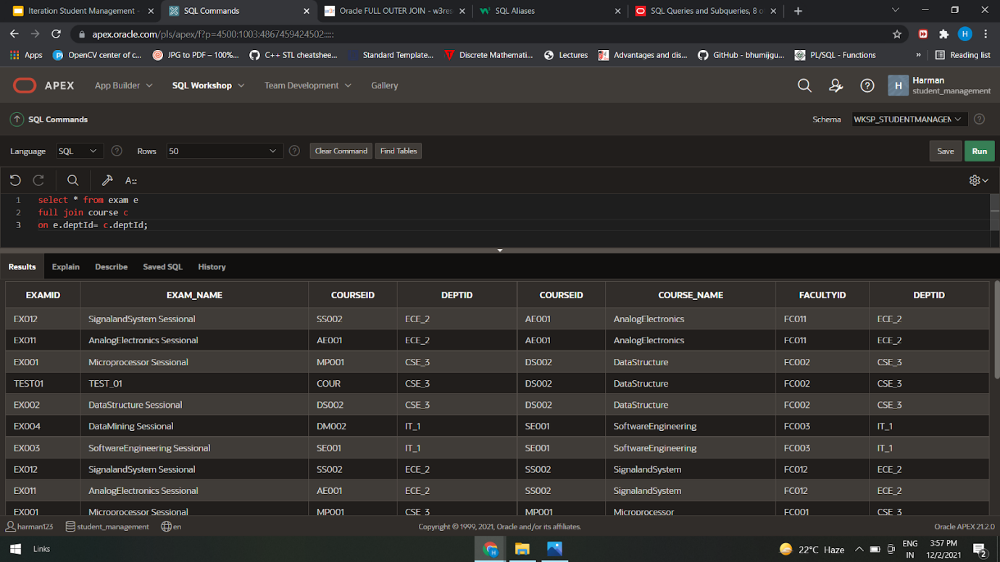 Iteration Student Management - SQL Commands Oracle FULL OUTER JOIN - w3res SQL Aliases SQL Queries and Subqueries, 8 o
apex.oracle.com/pls/apex/f?p=4500:1003:4867459424502:::::
Apps OpenCV center of c... JPG to PDF – 100%... C++ STL cheatshee... Standard Template... Discrete Mathemati... Lectures Advantages and dis... GitHub - bhumijgu... PL/SQL - Functions » Reading list
APEX App Builder SQL Workshop Team Development Gallery H Harman
student_management
SQL Commands Schema WKSP_STUDENTMANAGEM
Language SQL Rows 50 Clear Command Find Tables Save Run
1 select * from exam e
2 full join course c
3 on e.deptId= c.deptId;
Results Explain Describe Saved SQL History
EXAMID EXAM_NAME COURSEID DEPTID COURSEID COURSE_NAME FACULTYID DEPTID
EX012 SignalandSystem Sessional SS002 ECE_2 AE001 AnalogElectronics FC011 ECE_2
EX011 AnalogElectronics Sessional AE001 ECE_2 AE001 AnalogElectronics FC011 ECE_2
EX001 Microprocessor Sessional MP001 CSE_3 DS002 DataStructure FC002 CSE_3
TEST01 TEST_01 COUR CSE_3 DS002 DataStructure FC002 CSE_3
EX002 DataStructure Sessional DS002 CSE_3 DS002 DataStructure FC002 CSE_3
EX004 DataMining Sessional DM002 IT_1 SE001 SoftwareEngineering FC003 IT_1
EX003 SoftwareEngineering Sessional SE001 IT_1 SE001 SoftwareEngineering FC003 IT_1
EX012 SignalandSystem Sessional SS002 ECE_2 SS002 SignalandSystem FC012 ECE_2
EX011 AnalogElectronics Sessional AE001 ECE_2 SS002 SignalandSystem FC012 ECE_2
EX001 Microprocessor Sessional MP001 CSE_3 MP001 Microprocessor FC001 CSE_3
harman123 student_management en Copyright © 1999, 2021, Oracle and/or its affiliates. Oracle APEX 21.2.0
Links 22°C Haze ENG IN 3:57 PM 12/2/2021 2